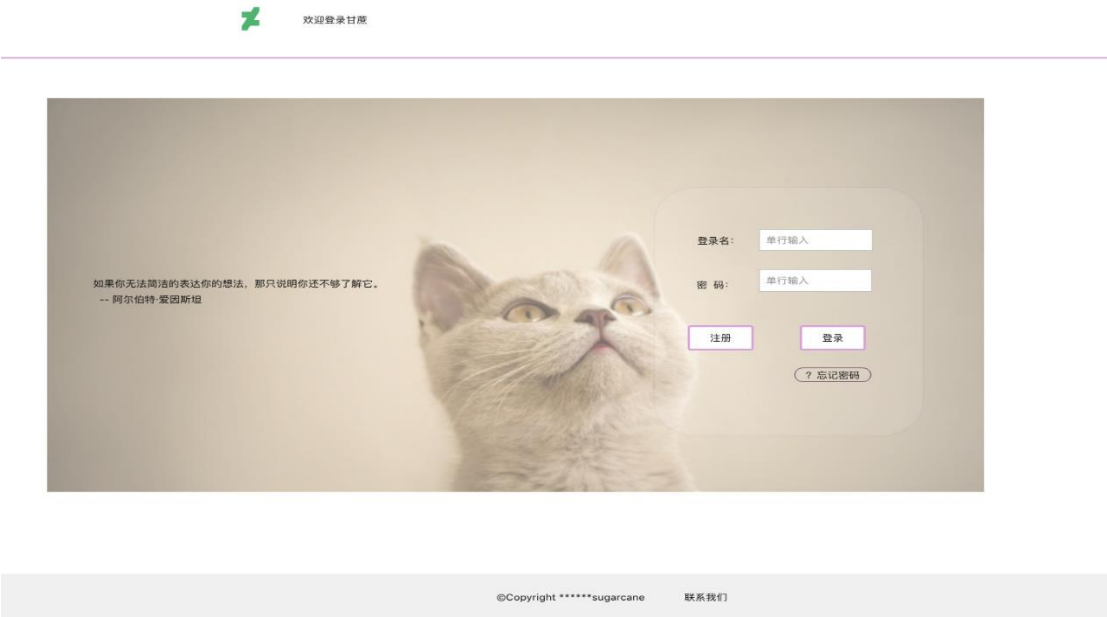 欢迎登录甘蔗
如果你无法简洁的表达你的想法，那只说明你还不够了解它。
-- 阿尔伯特·爱因斯坦
登录名： 单行输入
密 码： 单行输入
注册 登录
? 忘记密码
©Copyright ******sugarcane 联系我们